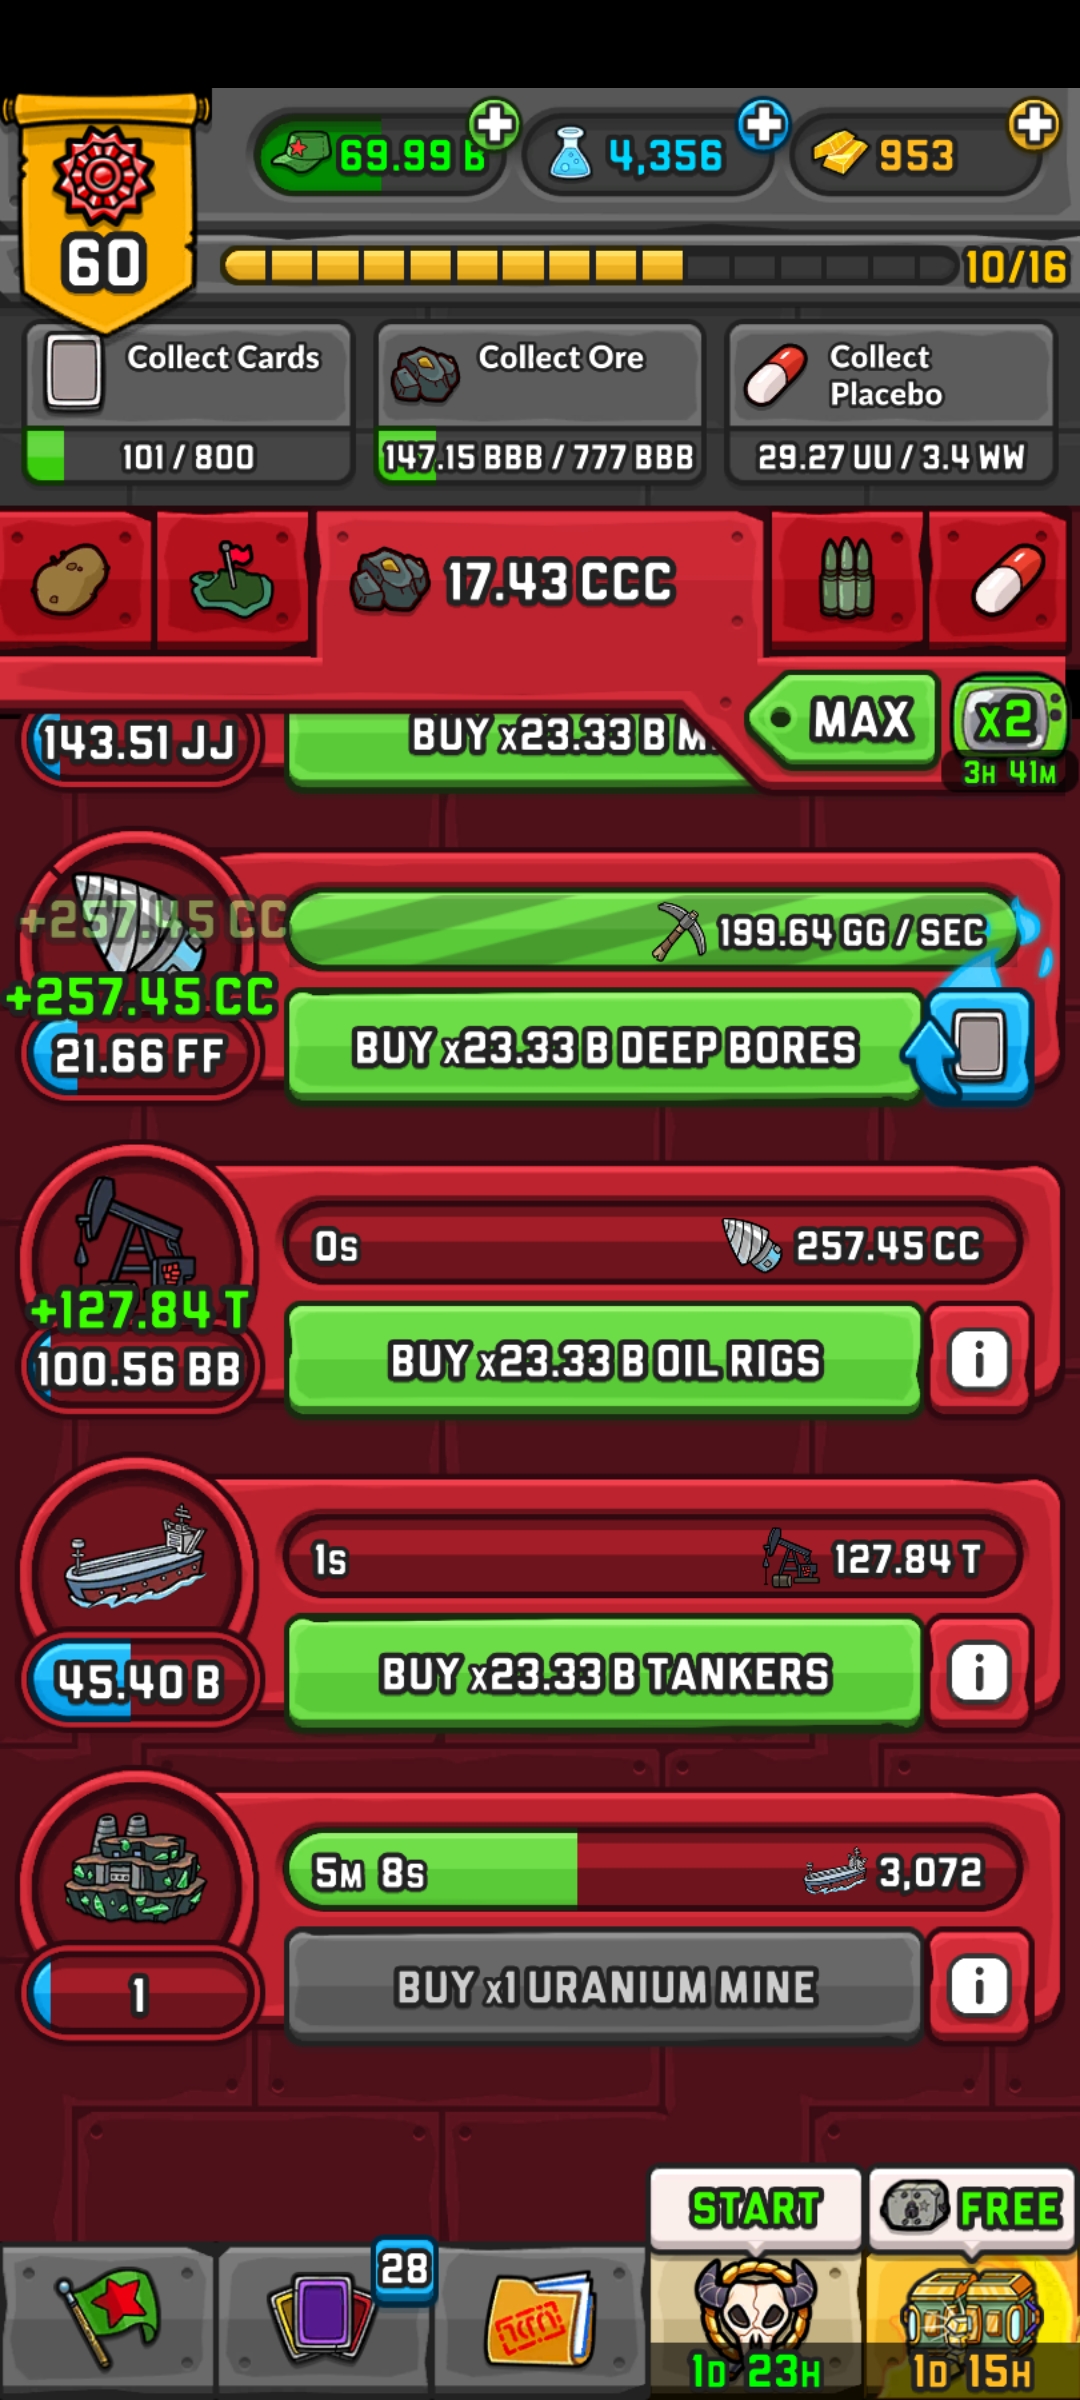 60
69.99 B
4,356
953
10/16
Collect Cards
101 / 800
Collect Ore
147.15 BBB / 777 BBB
Collect
Placebo
29.27 UU / 3.4 WW
17.43 CCC
MAX
x2
3H 41M
143.51 JJ
BUY x23.33 B
+257.45 CC
+257.45 CC
21.66 FF
199.64 GG / SEC
BUY x23.33 B DEEP BORES
+127.84 T
100.56 BB
0s
257.45 CC
BUY x23.33 B OIL RIGS
45.40 B
1s
127.84 T
BUY x23.33 B TANKERS
1
5M 8s
3,072
BUY x1 URANIUM MINE
START
FREE
28
1D 23H
1D 15H